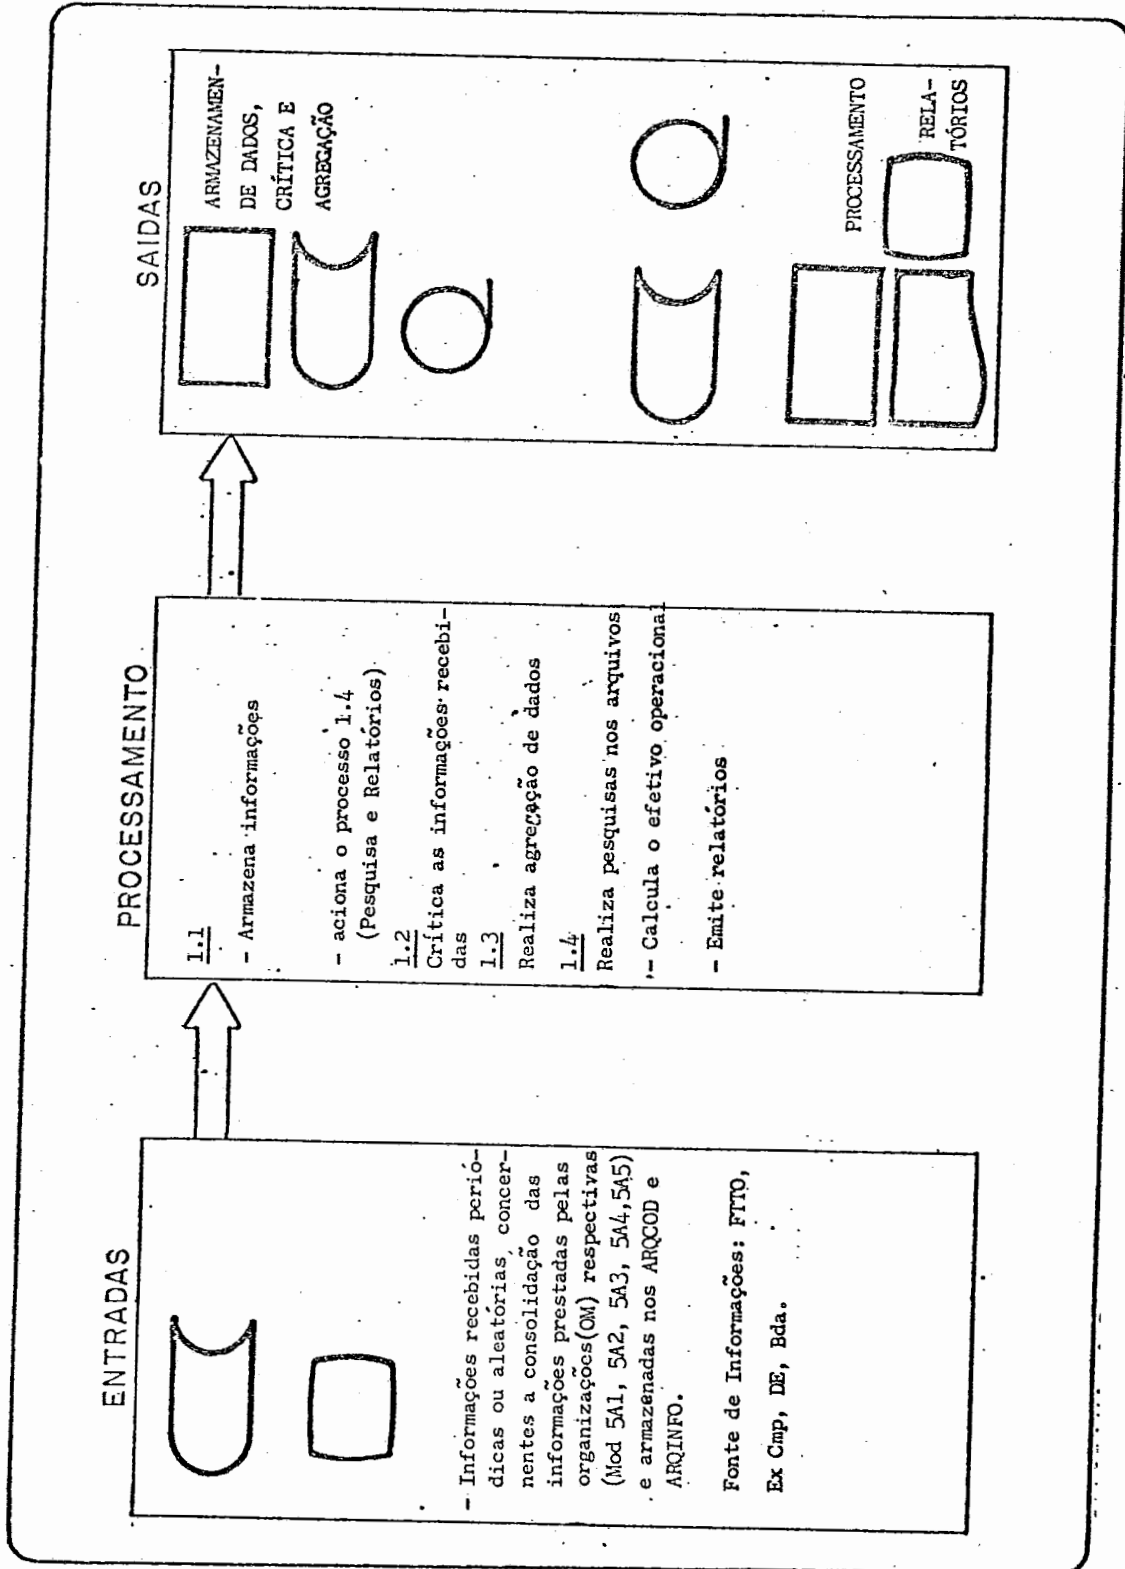 ENTRADAS
- Informações recebidas perió-
dicas ou aleatórias, concer-
nentes a consolidação das
informações prestadas pelas
organizações(OM) respectivas
(Mod 5A1, 5A2, 5A3, 5A4,5A5)
e armazenadas nos ARQCOD e
ARQINFO.
Fonte de Informações: FTTO,
Ex Cmp, DE, Bda.
PROCESSAMENTO
1.1
- Armazena informações
- aciona o processo 1.4
(Pesquisa e Relatórios)
1.2
Crítica as informações recebi-
das
1.3
Realiza agregação de dados
1.4
Realiza pesquisas nos arquivos
- Calcula o efetivo operacional
- Emite relatórios
SAIDAS
ARMAZENAMEN-
DE DADOS,
CRÍTICA E
AGREGAÇÃO
PROCESSAMENTO
RELA-
TÓRIOS